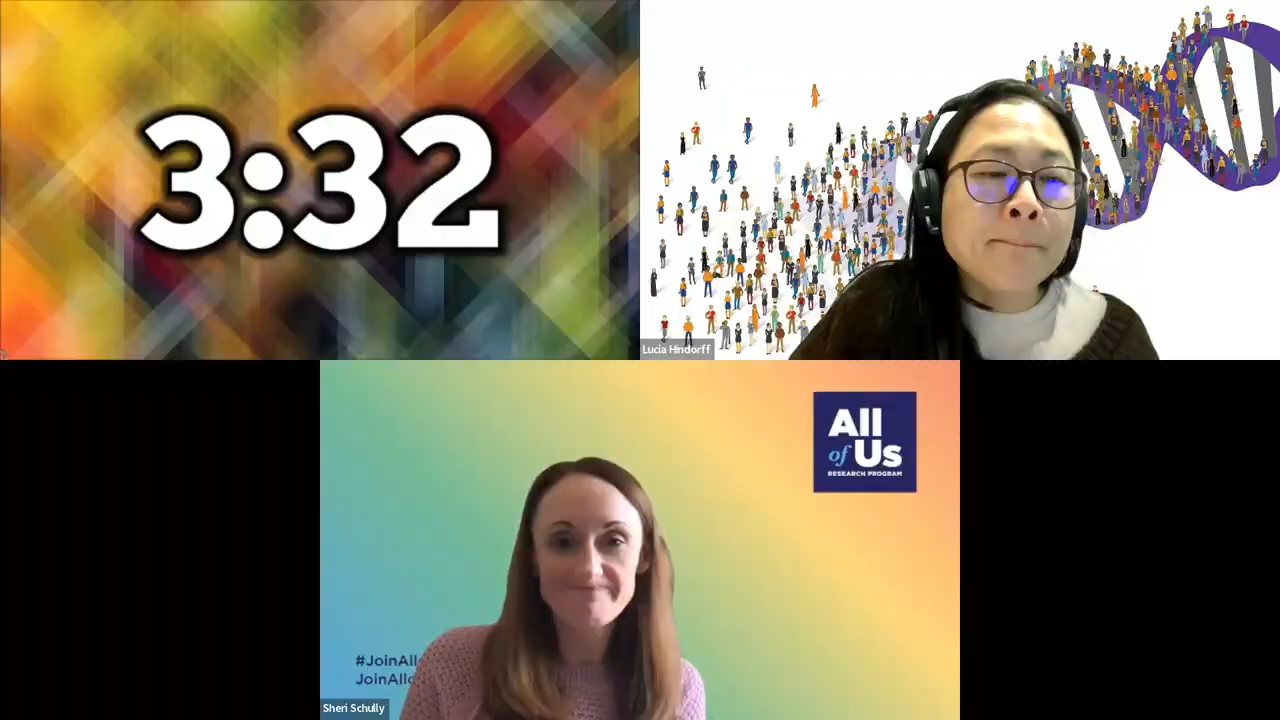 3:32
Lucia Hindorff
All
of Us
RESEARCH PROGRAM
#JoinAll
JoinAll
Sheri Schully